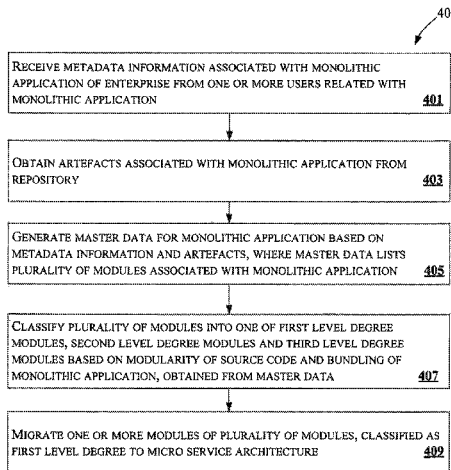 40
RECEIVE METADATA INFORMATION ASSOCIATED WITH MONOLITHIC
APPLICATION OF ENTERPRISE FROM ONE OR MORE USERS RELATED WITH
MONOLITHIC APPLICATION 401
OBTAIN ARTEFACTS ASSOCIATED WITH MONOLITHIC APPLICATION FROM
REPOSITORY 403
GENERATE MASTER DATA FOR MONOLITHIC APPLICATION BASED ON
METADATA INFORMATION AND ARTEFACTS, WHERE MASTER DATA LISTS
PLURALITY OF MODULES ASSOCIATED WITH MONOLITHIC APPLICATION 405
CLASSIFY PLURALITY OF MODULES INTO ONE OF FIRST LEVEL DEGREE
MODULES, SECOND LEVEL DEGREE MODULES AND THIRD LEVEL DEGREE
MODULES BASED ON MODULARITY OF SOURCE CODE AND BUNDLING OF
MONOLITHIC APPLICATION, OBTAINED FROM MASTER DATA 407
MIGRATE ONE OR MORE MODULES OF PLURALITY OF MODULES, CLASSIFIED AS
FIRST LEVEL DEGREE TO MICRO SERVICE ARCHITECTURE 409